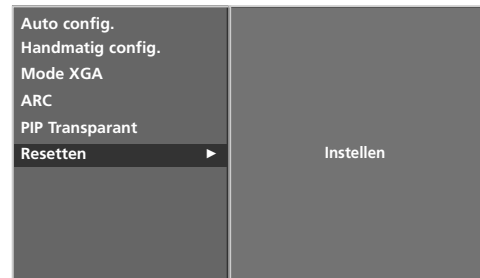 Auto config.
Handmatig config.
Mode XGA
ARC
PIP Transparant
Resetten ► Instellen